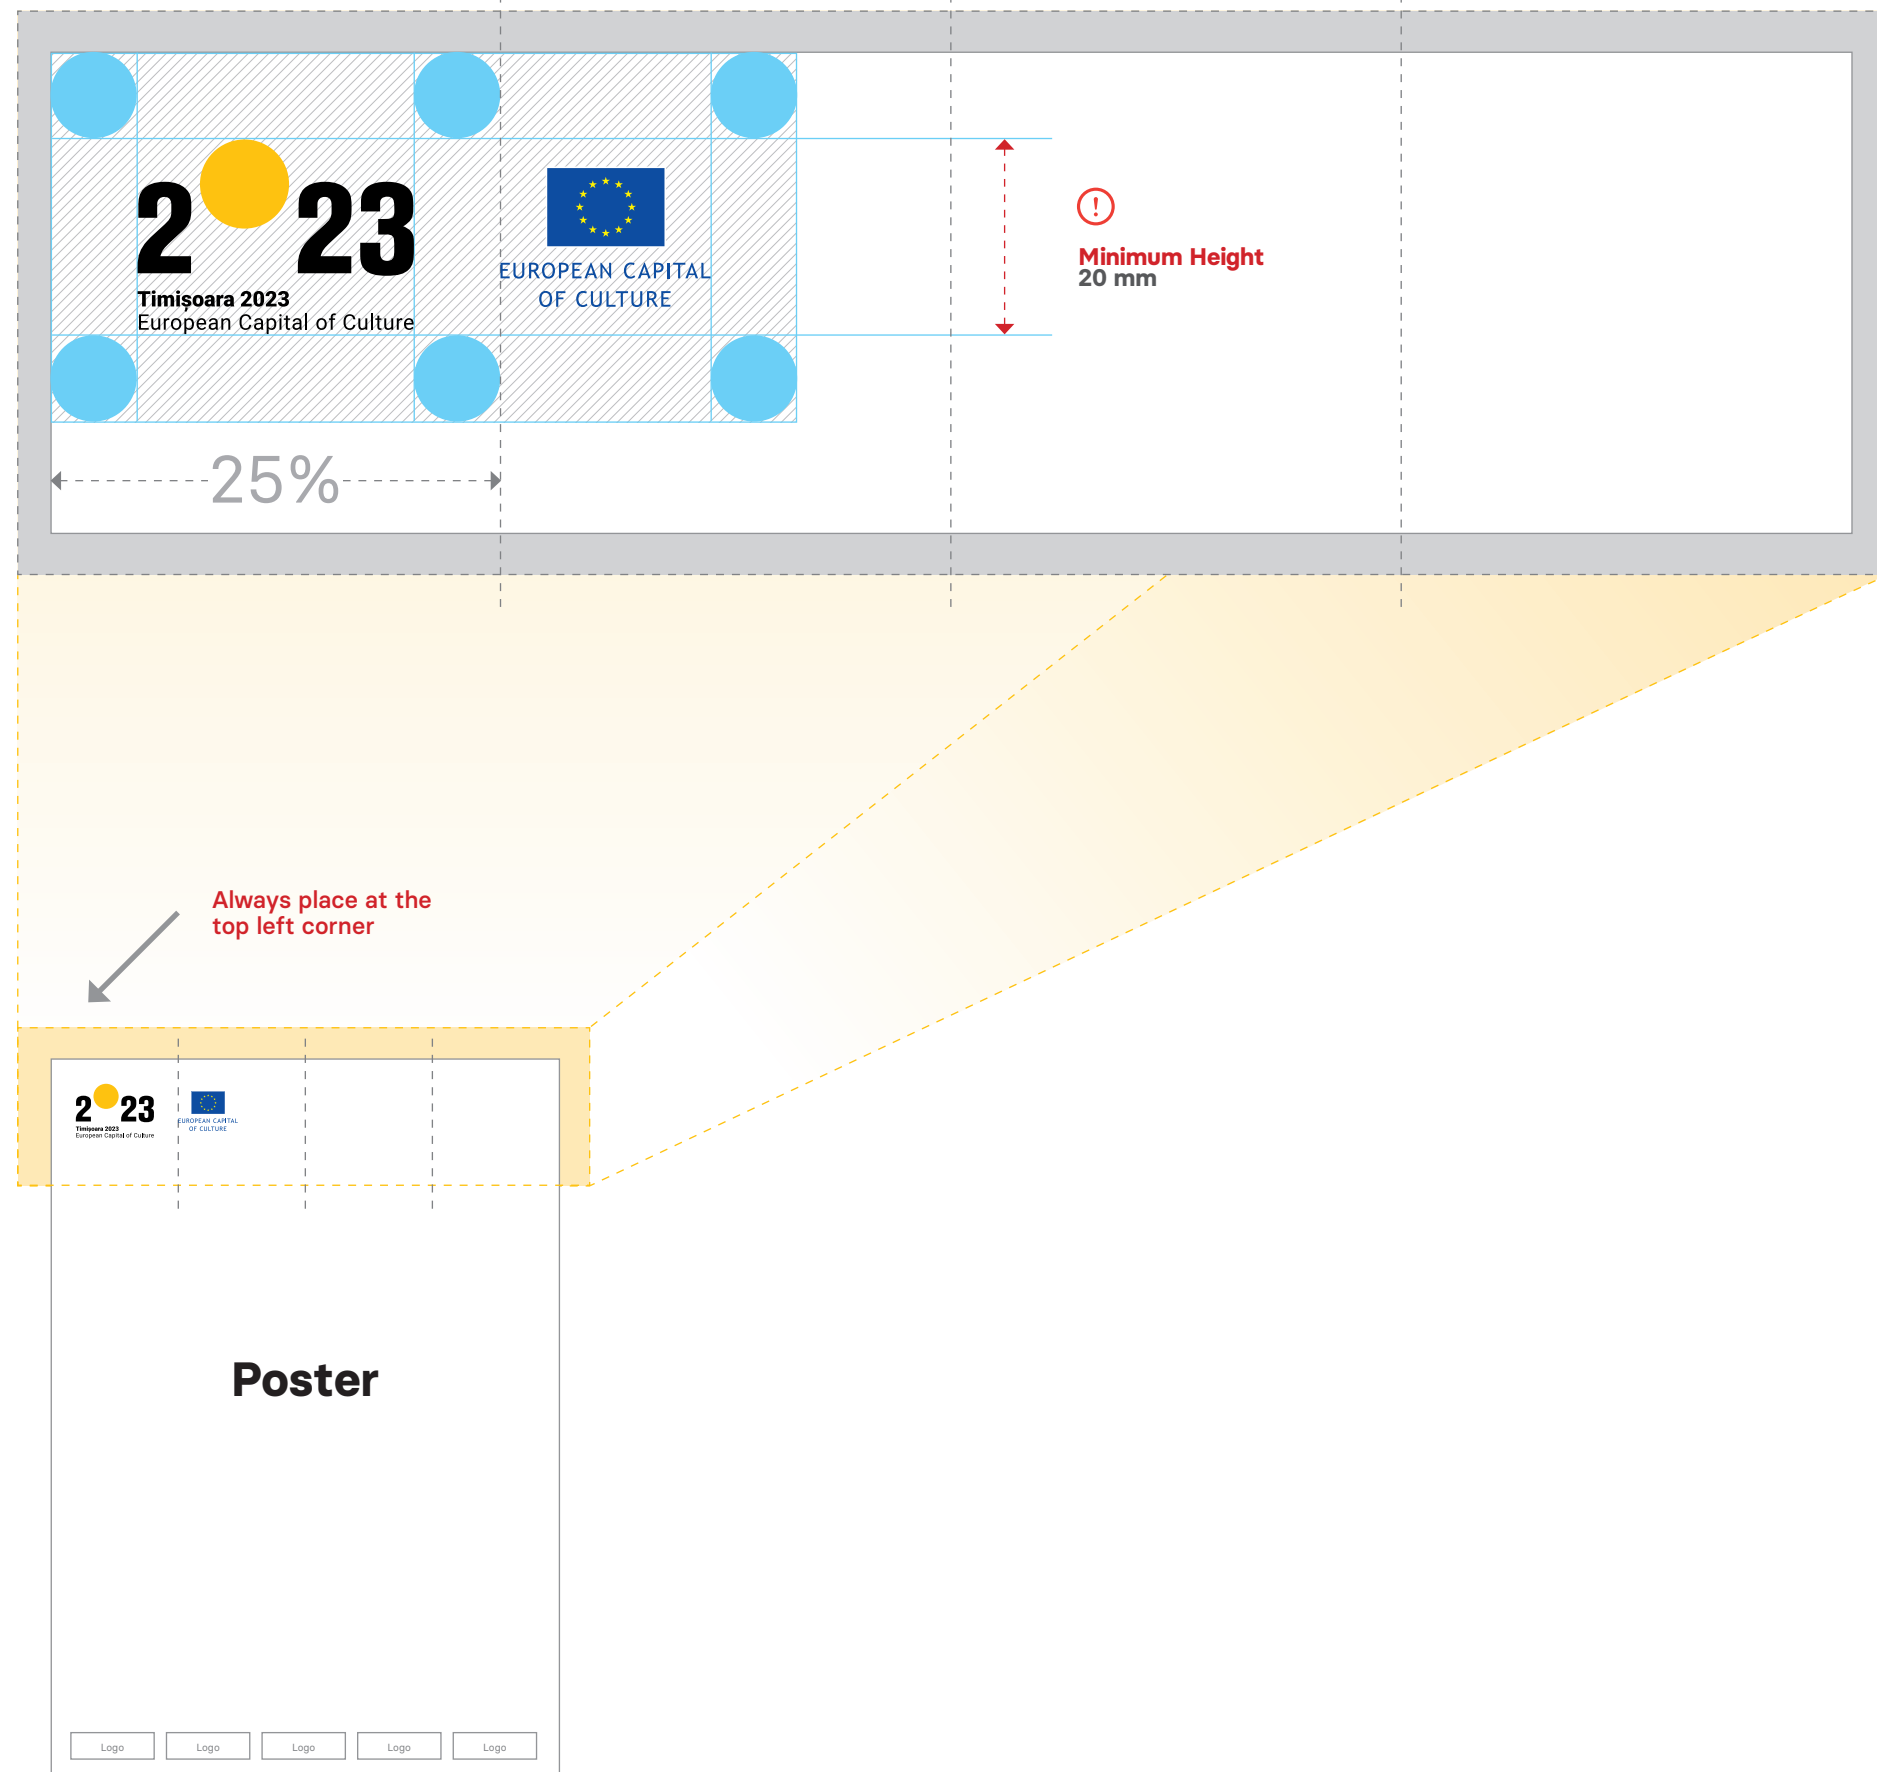 2 23
Timișoara 2023
European Capital of Culture
EUROPEAN CAPITAL
OF CULTURE
!
Minimum Height
20 mm
25%
Always place at the
top left corner
2 23
Timișoara 2023
European Capital of Culture
EUROPEAN CAPITAL
OF CULTURE
Poster
Logo Logo Logo Logo Logo